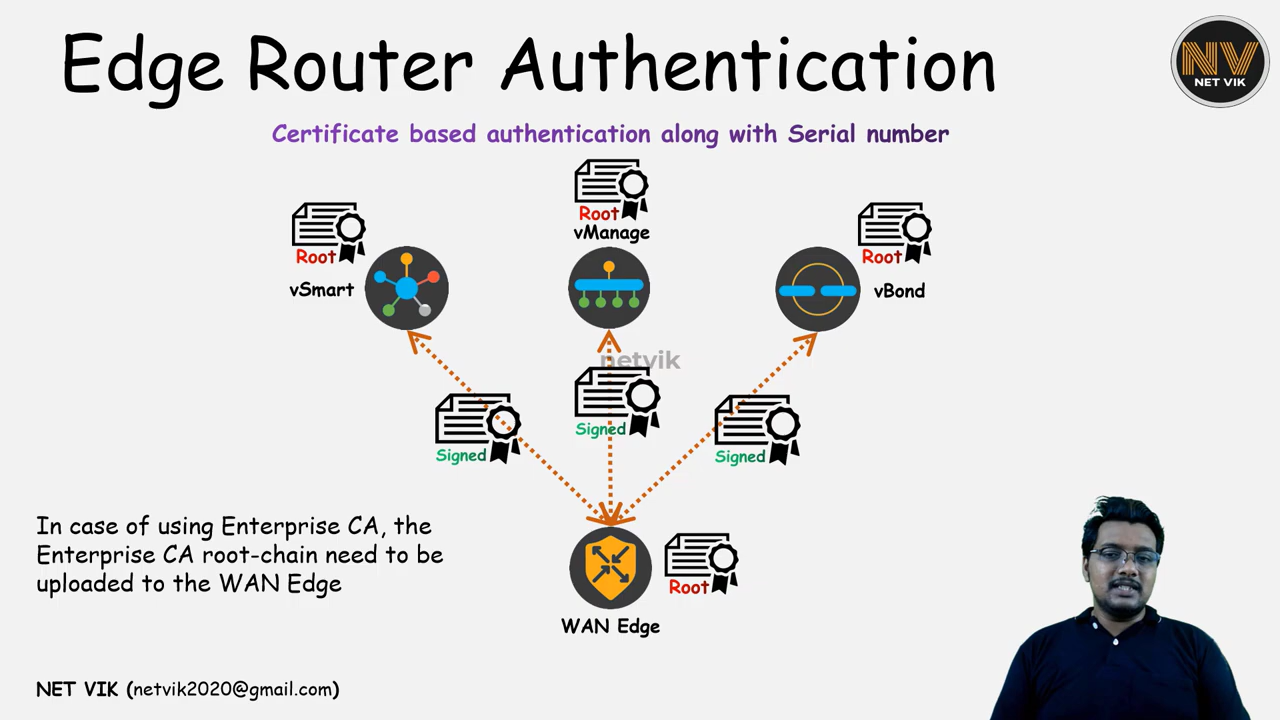 Edge Router Authentication
NV
NET VIK
Certificate based authentication along with Serial number
Root
vManage
Root
vSmart
Root
vBond
netvik
Signed
Signed
Signed
In case of using Enterprise CA, the
Enterprise CA root-chain need to be
uploaded to the WAN Edge
Root
WAN Edge
NET VIK (netvik2020@gmail.com)